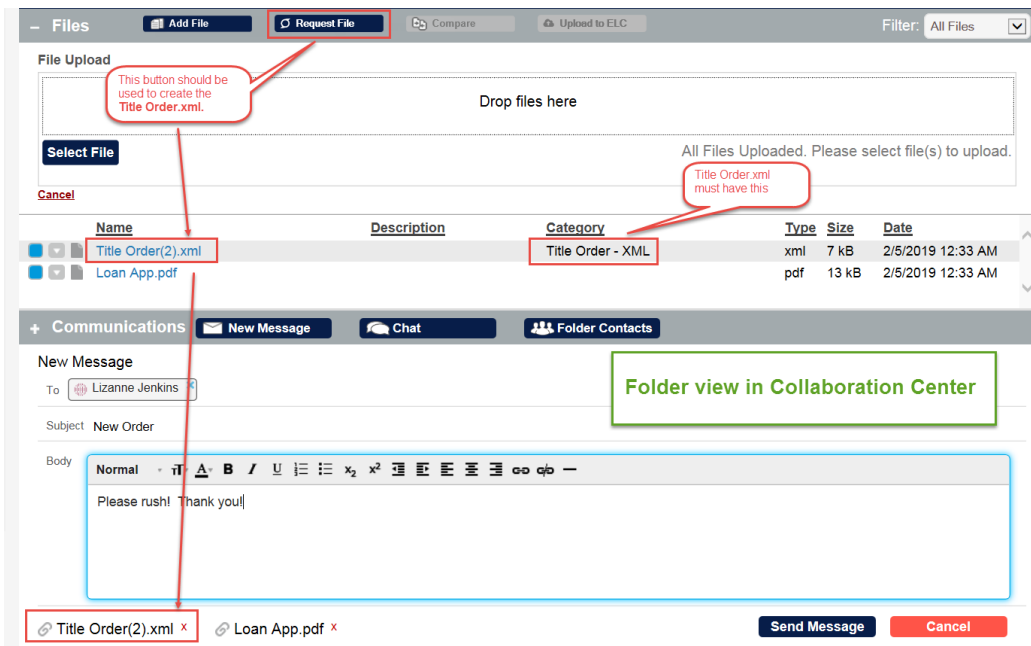 – Files Add File Request File Compare Upload to ELC Filter: All Files
File Upload
This button should be
used to create the
Title Order.xml.
Drop files here
Select File
All Files Uploaded. Please select file(s) to upload.
Title Order.xml
must have this
Cancel
Name Description Category Type Size Date
Title Order(2).xml Title Order - XML xml 7 kB 2/5/2019 12:33 AM
Loan App.pdf pdf 13 kB 2/5/2019 12:33 AM
+ Communications New Message Chat Folder Contacts
New Message
To Lizanne Jenkins x
Folder view in Collaboration Center
Subject New Order
Body
Normal TT A B I U x₂ x²
Please rush! Thank you!
Title Order(2).xml x Loan App.pdf x Send Message Cancel